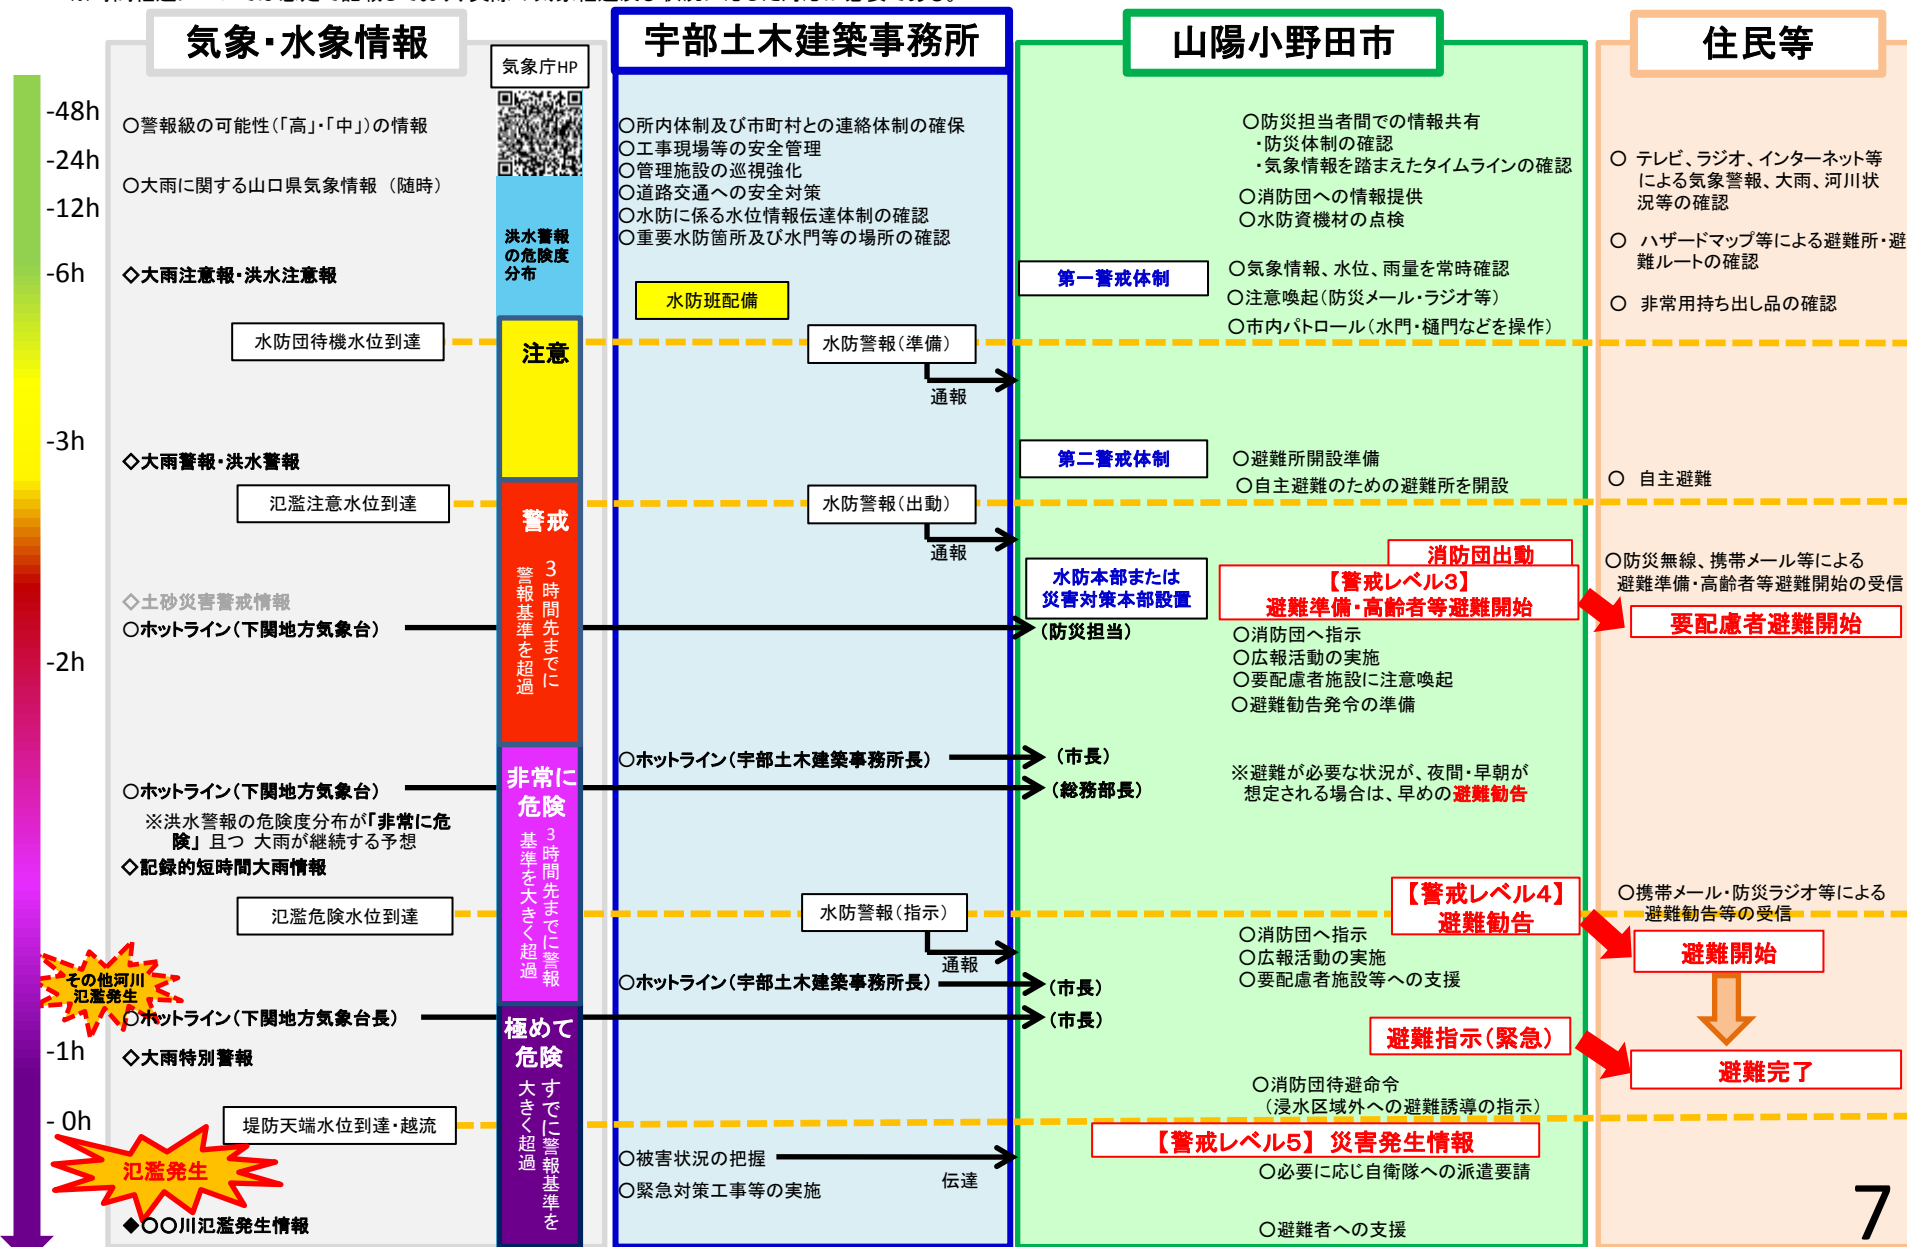 気象・水象情報
宇部土木建築事務所
山陽小野田市
住民等
気象庁HP
-48h
-24h
-12h
-6h
-3h
-2h
-1h
- 0h
○警報級の可能性(「高」・「中」)の情報
○大雨に関する山口県気象情報 (随時)
◇大雨注意報・洪水注意報
水防団待機水位到達
◇大雨警報・洪水警報
氾濫注意水位到達
◇土砂災害警戒情報
○ホットライン(下関地方気象台)
○ホットライン(下関地方気象台)
※洪水警報の危険度分布が「非常に危
険」 且つ 大雨が継続する予想
◇記録的短時間大雨情報
氾濫危険水位到達
その他河川
氾濫発生
○ホットライン(下関地方気象台長)
◇大雨特別警報
堤防天端水位到達・越流
氾濫発生
◆○○川氾濫発生情報
洪水警報
の危険度
分布
注意
警戒
3時間先までに
警報基準を超過
非常に
危険
3時間先までに警報
基準を大きく超過
極めて
危険
すでに警報基準を
大きく超過
○所内体制及び市町村との連絡体制の確保
○工事現場等の安全管理
○管理施設の巡視強化
○道路交通への安全対策
○水防に係る水位情報伝達体制の確認
○重要水防箇所及び水門等の場所の確認
水防班配備
水防警報(準備)
通報
水防警報(出動)
通報
○ホットライン(宇部土木建築事務所長)
水防警報(指示)
通報
○ホットライン(宇部土木建築事務所長)
○被害状況の把握
伝達
○緊急対策工事等の実施
○防災担当者間での情報共有
・防災体制の確認
・気象情報を踏まえたタイムラインの確認
○消防団への情報提供
○水防資機材の点検
第一警戒体制
○気象情報、水位、雨量を常時確認
○注意喚起(防災メール・ラジオ等)
○市内パトロール(水門・樋門などを操作)
第二警戒体制
○避難所開設準備
○自主避難のための避難所を開設
消防団出動
水防本部または
災害対策本部設置
【警戒レベル3】
避難準備・高齢者等避難開始
(防災担当)
○消防団へ指示
○広報活動の実施
○要配慮者施設に注意喚起
○避難勧告発令の準備
(市長)
(総務部長)
※避難が必要な状況が、夜間・早朝が
想定される場合は、早めの避難勧告
【警戒レベル4】
避難勧告
○消防団へ指示
○広報活動の実施
○要配慮者施設等への支援
(市長)
(市長)
避難指示(緊急)
○消防団待避命令
(浸水区域外への避難誘導の指示)
【警戒レベル5】 災害発生情報
○必要に応じ自衛隊への派遣要請
○避難者への支援
○ テレビ、ラジオ、インターネット等
による気象警報、大雨、河川状
況等の確認
○ ハザードマップ等による避難所・避
難ルートの確認
○ 非常用持ち出し品の確認
○ 自主避難
○防災無線、携帯メール等による
避難準備・高齢者等避難開始の受信
要配慮者避難開始
○携帯メール・防災ラジオ等による
避難勧告等の受信
避難開始
避難完了
7